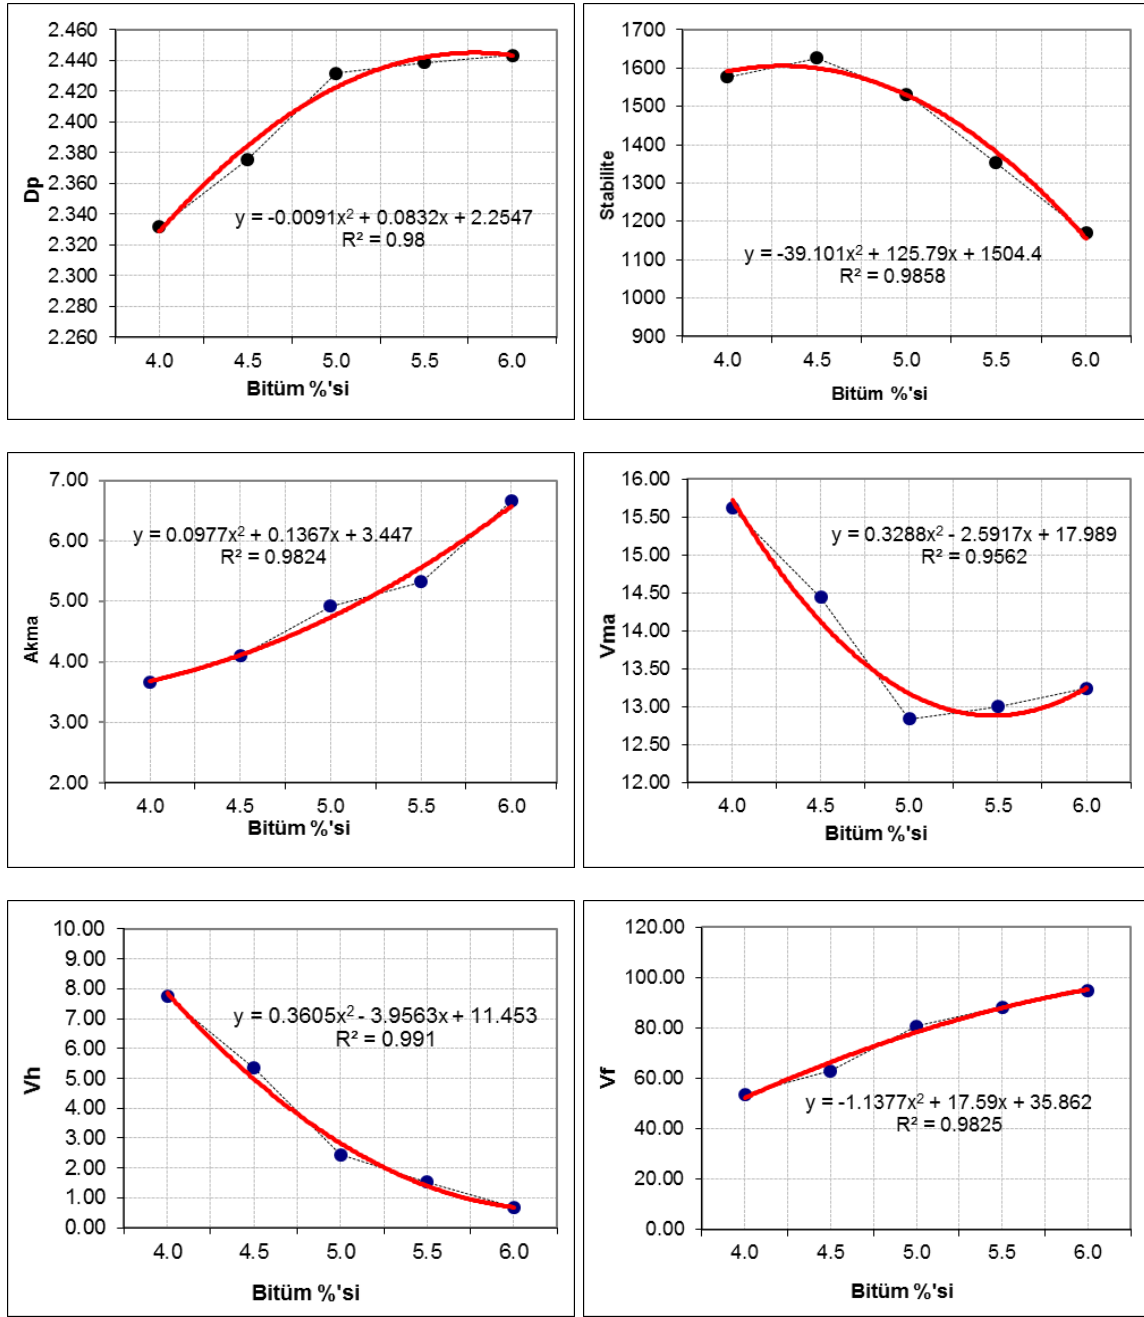 2.460
2.440
2.420
2.400
2.380
2.360
2.340
2.320
2.300
2.280
2.260
Dp
y = -0.0091x² + 0.0832x + 2.2547
R² = 0.98
4.0 4.5 5.0 5.5 6.0
Bitüm %'si
1700
1600
1500
1400
1300
1200
1100
1000
900
Stabilite
y = -39.101x² + 125.79x + 1504.4
R² = 0.9858
4.0 4.5 5.0 5.5 6.0
Bitüm %'si
7.00
6.00
5.00
4.00
3.00
2.00
Akma
y = 0.0977x² + 0.1367x + 3.447
R² = 0.9824
4.0 4.5 5.0 5.5 6.0
Bitüm %'si
16.00
15.50
15.00
14.50
14.00
13.50
13.00
12.50
12.00
Vma
y = 0.3288x² - 2.5917x + 17.989
R² = 0.9562
4.0 4.5 5.0 5.5 6.0
Bitüm %'si
10.00
9.00
8.00
7.00
6.00
5.00
4.00
3.00
2.00
1.00
0.00
Vh
y = 0.3605x² - 3.9563x + 11.453
R² = 0.991
4.0 4.5 5.0 5.5 6.0
Bitüm %'si
120.00
100.00
80.00
60.00
40.00
20.00
0.00
Vf
y = -1.1377x² + 17.59x + 35.862
R² = 0.9825
4.0 4.5 5.0 5.5 6.0
Bitüm %'si